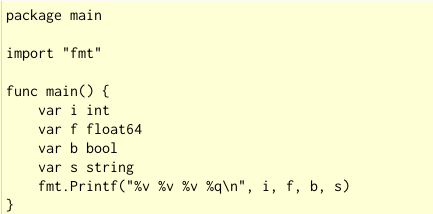 package main

import "fmt"

func main() {
    var i int
    var f float64
    var b bool
    var s string
    fmt.Printf("%v %v %v %q\n", i, f, b, s)
}